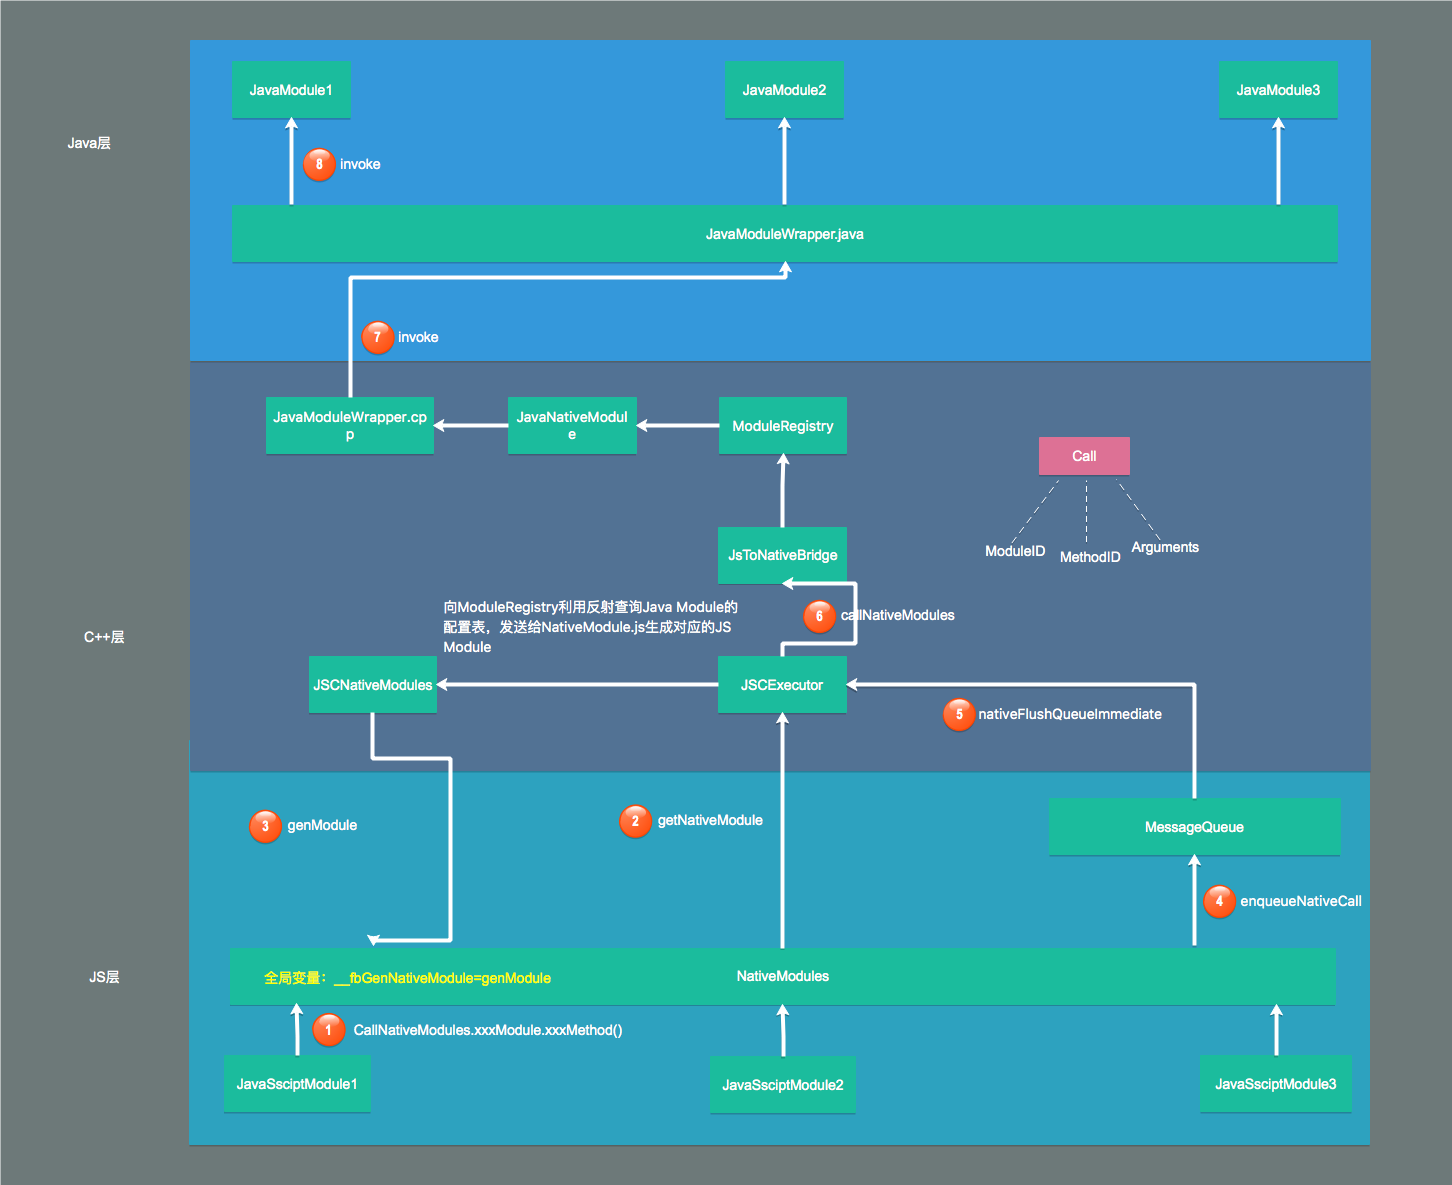 JavaModule1
JavaModule2
JavaModule3
Java层
8 invoke
JavaModuleWrapper.java
7 invoke
JavaModuleWrapper.cp
p
JavaNativeModul
e
ModuleRegistry
Call
ModuleID
MethodID
Arguments
JsToNativeBridge
向ModuleRegistry利用反射查询Java Module的
配置表，发送给NativeModule.js生成对应的JS
Module
6 callNativeModules
C++层
JSCNativeModules
JSCExecutor
5 nativeFlushQueueImmediate
3 genModule
2 getNativeModule
MessageQueue
4 enqueueNativeCall
JS层
全局变量：__fbGenNativeModule=genModule
NativeModules
1 CallNativeModules.xxxModule.xxxMethod()
JavaSsciptModule1
JavaSsciptModule2
JavaSsciptModule3